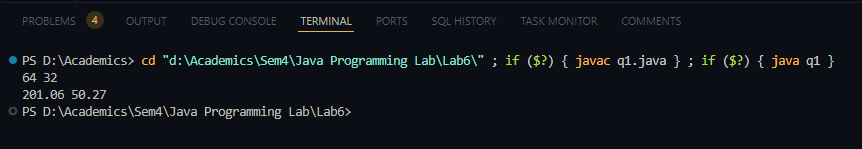 PROBLEMS 4 OUTPUT DEBUG CONSOLE TERMINAL PORTS SQL HISTORY TASK MONITOR COMMENTS
PS D:\Academics> cd "d:\Academics\Sem4\Java Programming Lab\Lab6\" ; if ($?) { javac q1.java } ; if ($?) { java q1 }
64 32
201.06 50.27
PS D:\Academics\Sem4\Java Programming Lab\Lab6>